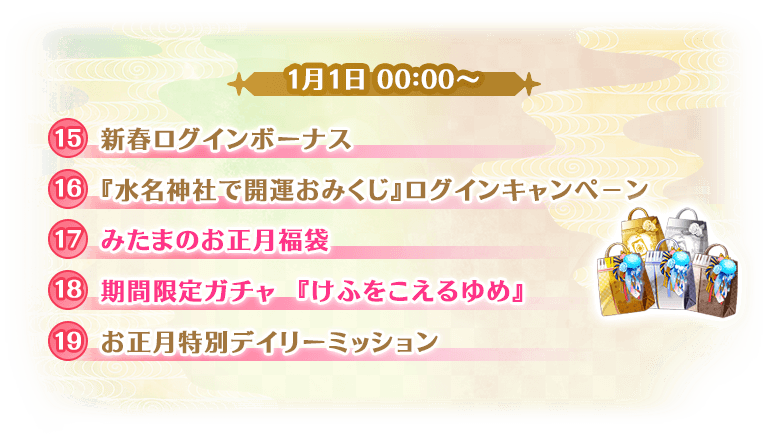 1月1日 00:00～
15 新春ログインボーナス
16 『水名神社で開運おみくじ』ログインキャンペーン
17 みたまのお正月福袋
18 期間限定ガチャ 『けふをこえるゆめ』
19 お正月特別デイリーミッション